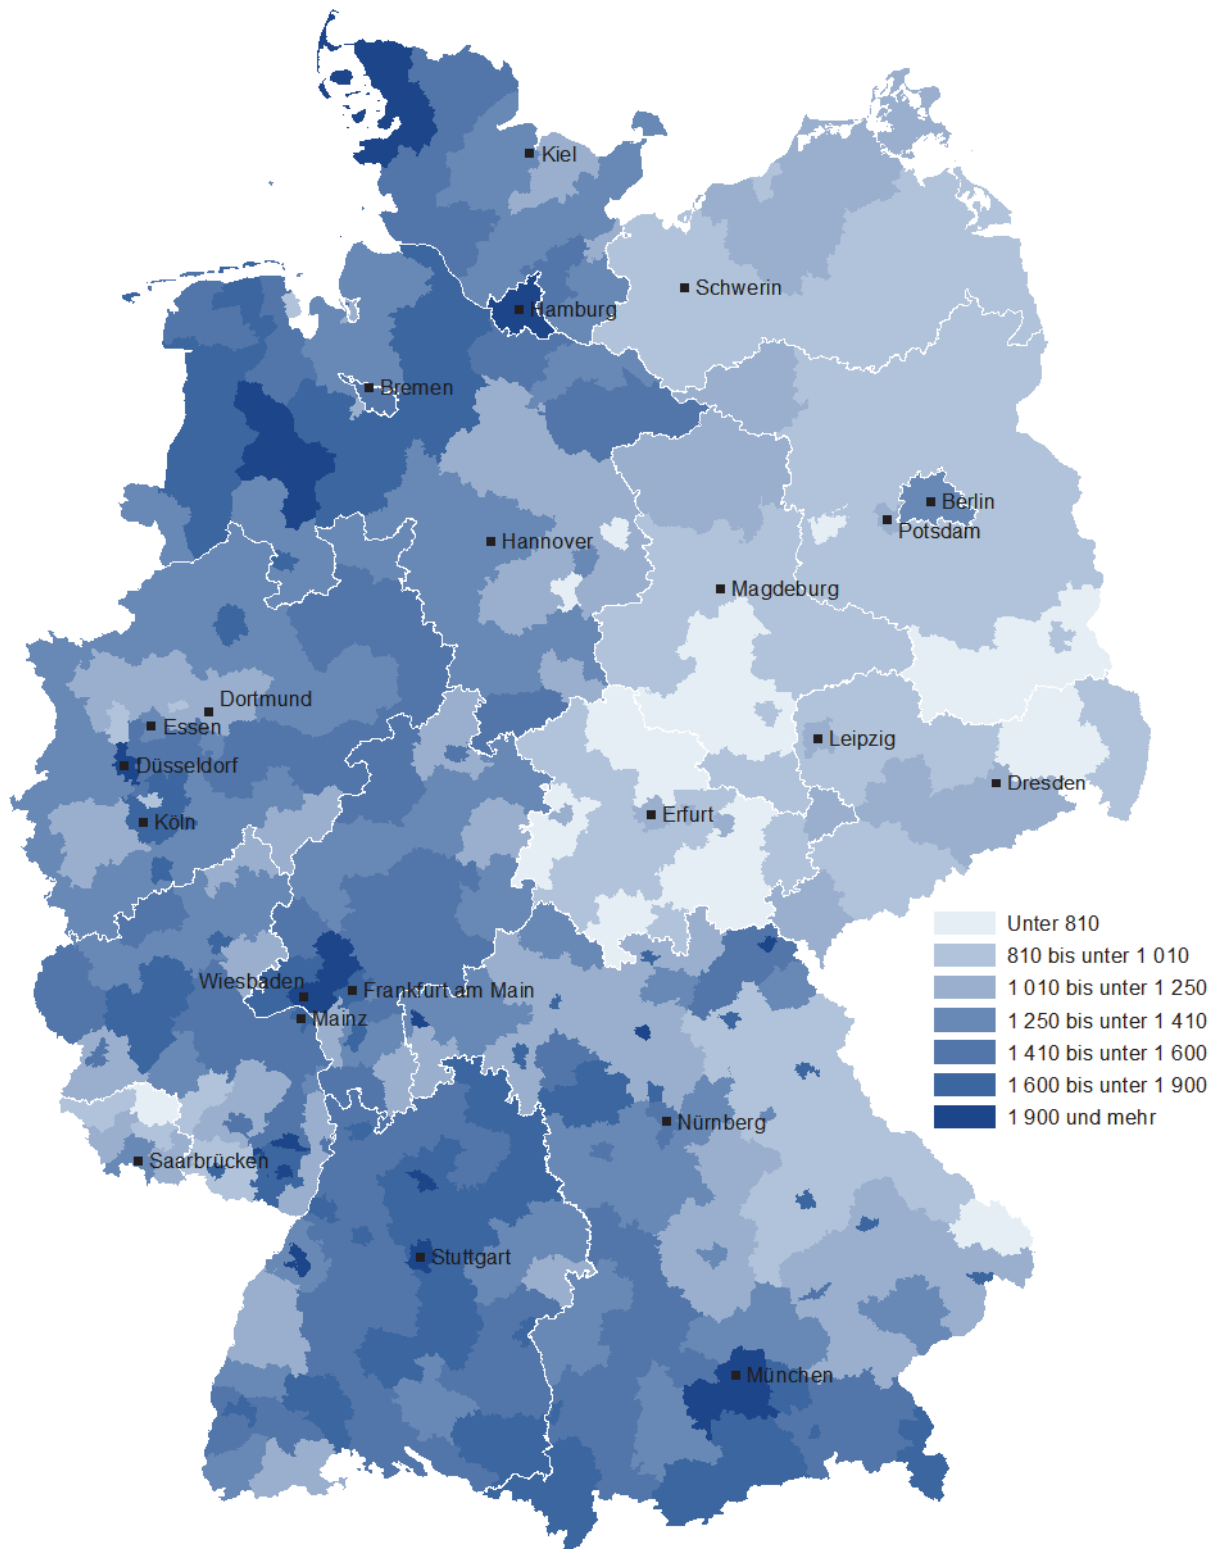 Kiel
Schwerin
Hamburg
Bremen
Berlin
Potsdam
Hannover
Magdeburg
Dortmund
Essen
Leipzig
Düsseldorf
Dresden
Köln
Erfurt
Wiesbaden
Frankfurt am Main
Mainz
Nürnberg
Saarbrücken
Stuttgart
München
Unter 810
810 bis unter 1 010
1 010 bis unter 1 250
1 250 bis unter 1 410
1 410 bis unter 1 600
1 600 bis unter 1 900
1 900 und mehr